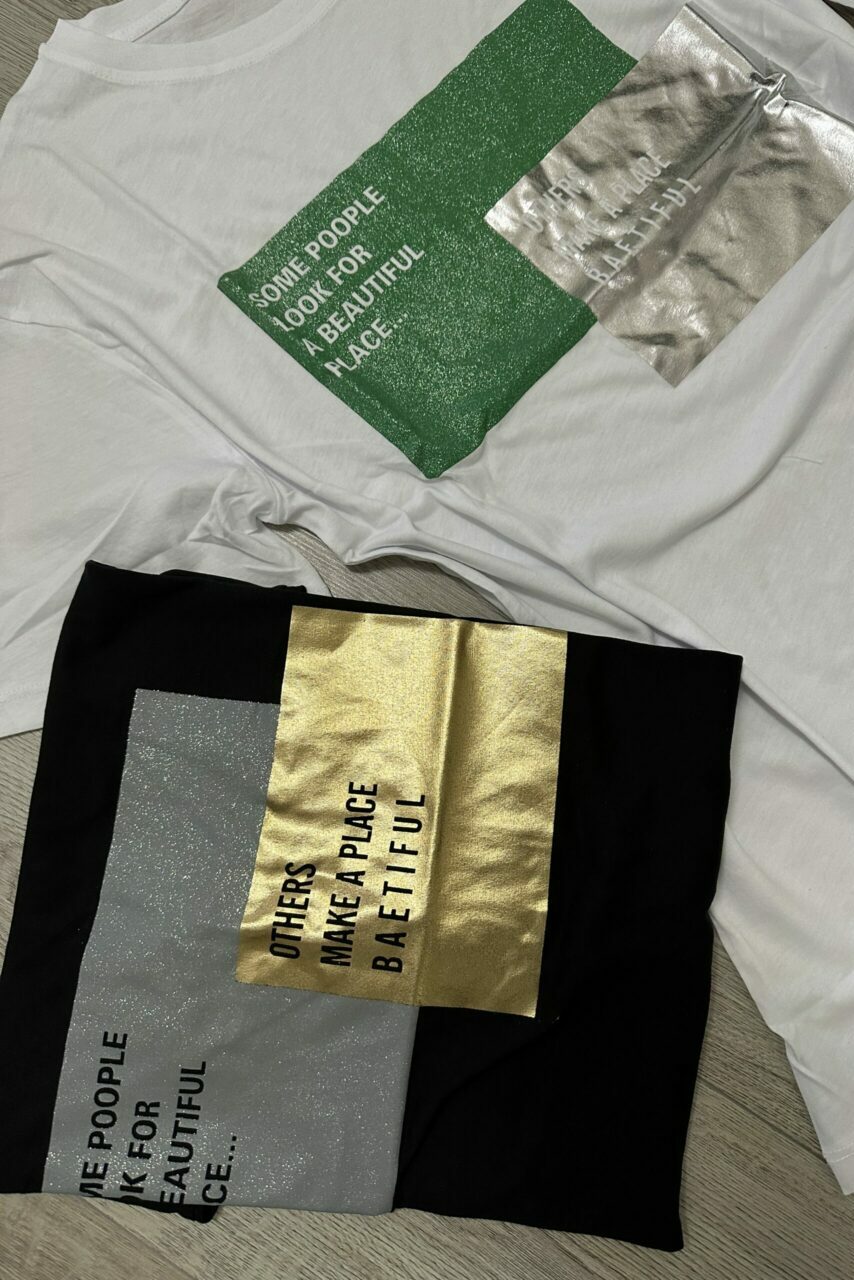 SOME POOPLE
LOOK FOR
A BEAUTIFUL
PLACE...
OTHERS
MAKE A PLACE
BAETIFUL
OTHERS
MAKE A PLACE
BAETIFUL
ME POOPLE
OK FOR
EAUTIFUL
CE...